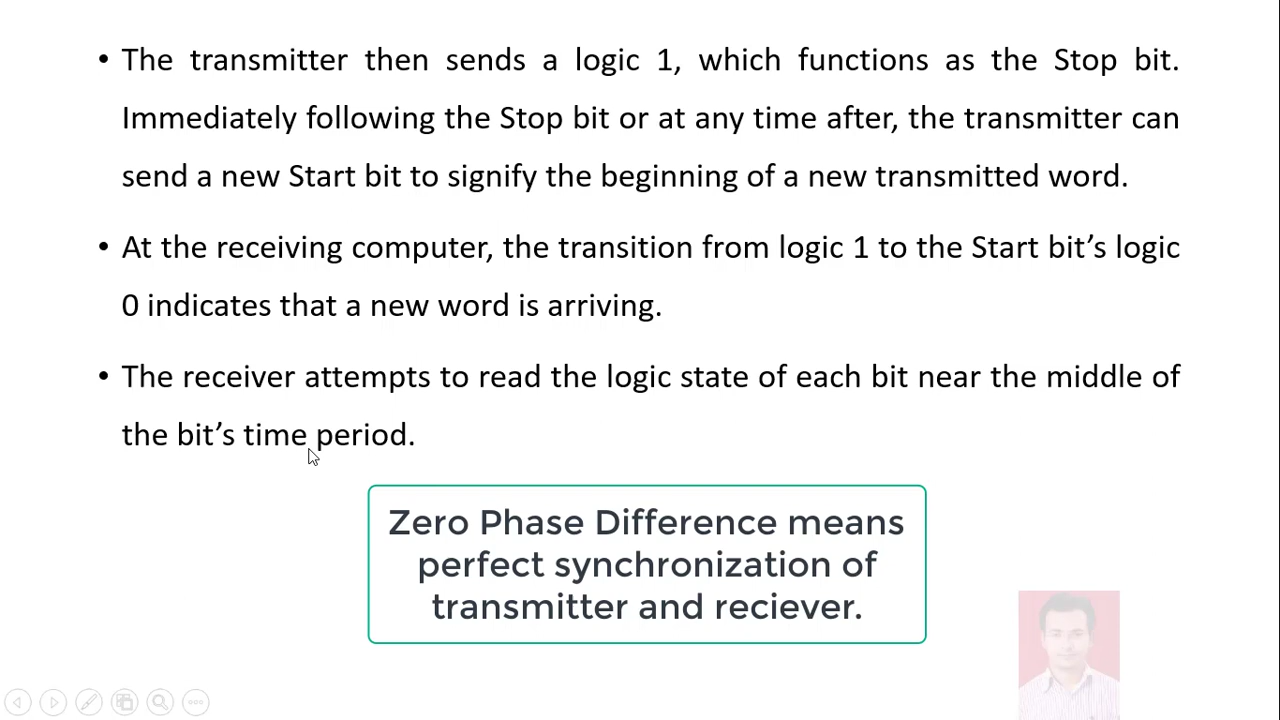 • The transmitter then sends a logic 1, which functions as the Stop bit.
Immediately following the Stop bit or at any time after, the transmitter can
send a new Start bit to signify the beginning of a new transmitted word.
• At the receiving computer, the transition from logic 1 to the Start bit’s logic
0 indicates that a new word is arriving.
• The receiver attempts to read the logic state of each bit near the middle of
the bit’s time period.
Zero Phase Difference means
perfect synchronization of
transmitter and reciever.